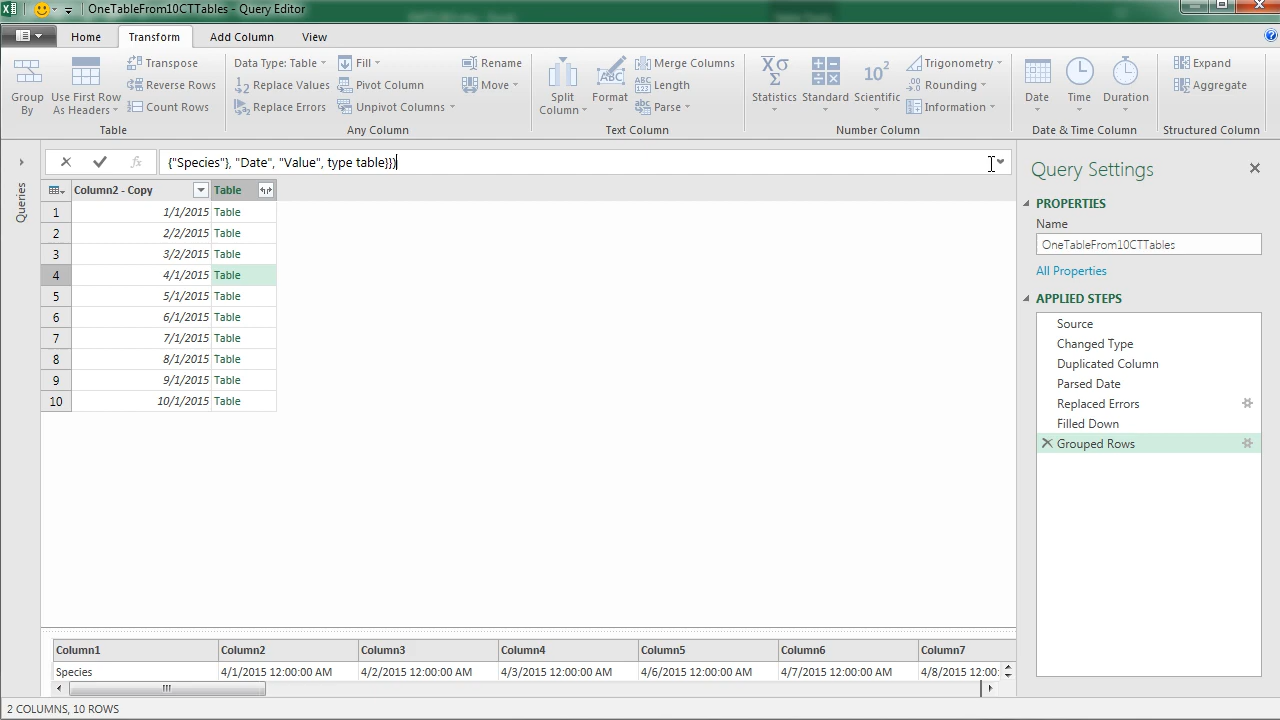 OneTableFrom10CTTables - Query Editor
Home Transform Add Column View
Group By
Use First Row As Headers
Transpose
Reverse Rows
Count Rows
Table
Data Type: Table
Replace Values
Replace Errors
Fill
Pivot Column
Unpivot Columns
Rename
Move
Any Column
Split Column
Format
Merge Columns
Length
Parse
Text Column
Statistics
Standard
Scientific
Trigonometry
Rounding
Information
Number Column
Date
Time
Duration
Date & Time Column
Expand
Aggregate
Structured Column
{"Species"}, "Date", "Value", type table}})
Queries
Column2 - Copy Table
1 1/1/2015 Table
2 2/2/2015 Table
3 3/2/2015 Table
4 4/1/2015 Table
5 5/1/2015 Table
6 6/1/2015 Table
7 7/1/2015 Table
8 8/1/2015 Table
9 9/1/2015 Table
10 10/1/2015 Table
Column1 Column2 Column3 Column4 Column5 Column6 Column7
Species 4/1/2015 12:00:00 AM 4/2/2015 12:00:00 AM 4/3/2015 12:00:00 AM 4/6/2015 12:00:00 AM 4/7/2015 12:00:00 AM 4/8/2015 12:00:
Query Settings
PROPERTIES
Name
OneTableFrom10CTTables
All Properties
APPLIED STEPS
Source
Changed Type
Duplicated Column
Parsed Date
Replaced Errors
Filled Down
Grouped Rows
2 COLUMNS, 10 ROWS